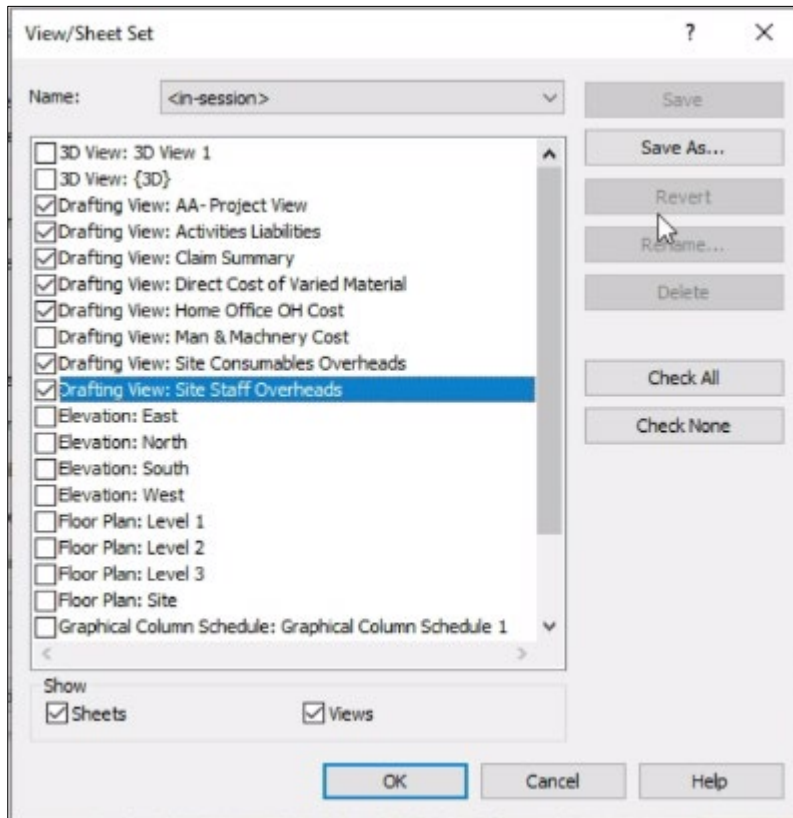 View/Sheet Set
Name: <in-session>
Save
3D View: 3D View 1
Save As...
3D View: {3D}
Drafting View: AA- Project View
Revert
Drafting View: Activities Liabilities
Drafting View: Claim Summary
Rename...
Drafting View: Direct Cost of Varied Material
Delete
Drafting View: Home Office OH Cost
Drafting View: Man & Machnery Cost
Drafting View: Site Consumables Overheads
Check All
Drafting View: Site Staff Overheads
Elevation: East
Check None
Elevation: North
Elevation: South
Elevation: West
Floor Plan: Level 1
Floor Plan: Level 2
Floor Plan: Level 3
Floor Plan: Site
Graphical Column Schedule: Graphical Column Schedule 1
Show
Sheets Views
OK Cancel Help